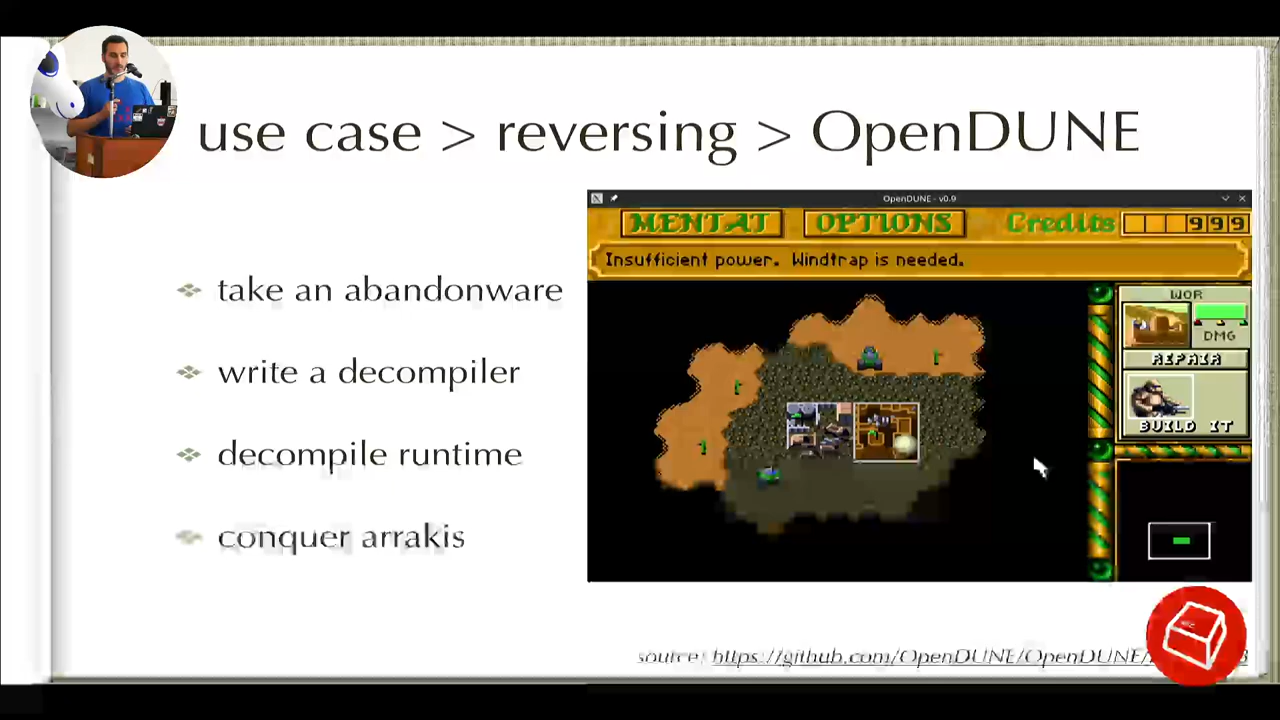 use case > reversing > OpenDUNE
take an abandonware
write a decompiler
decompile runtime
conquer arrakis
OpenDUNE - v0.9
MENTAT
OPTIONS
Credits
999
Insufficient power. Windtrap is needed.
WOR
DMG
REPAIR
BUILD IT
source: https://github.com/OpenDUNE/OpenDUNE/